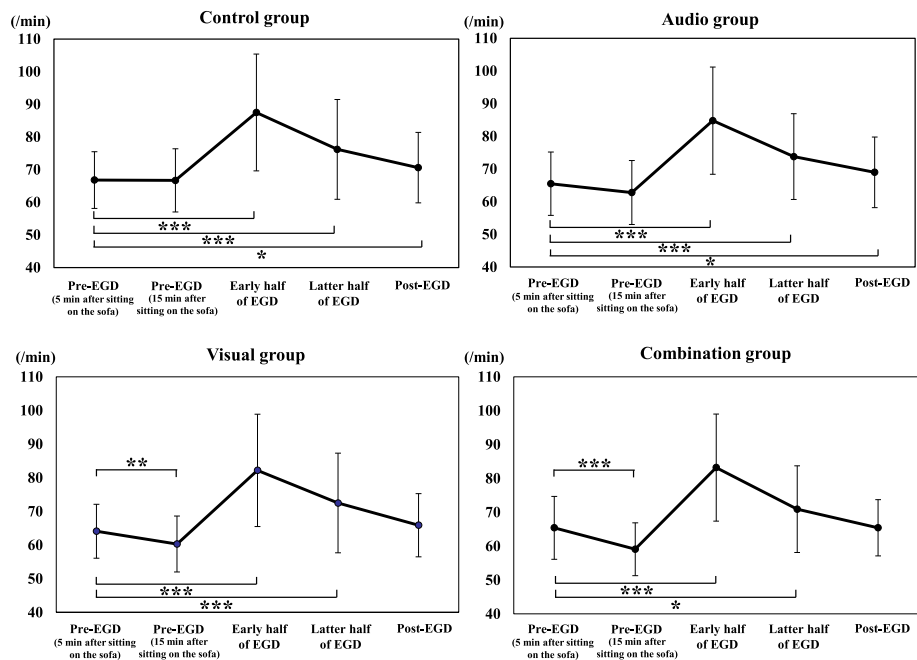 Control group
(/min)
110
100
90
80
70
60
50
40
***
***
*
Pre-EGD
(5 min after sitting
on the sofa)
Pre-EGD
(15 min after
sitting on the sofa)
Early half
of EGD
Latter half
of EGD
Post-EGD
Audio group
(/min)
110
100
90
80
70
60
50
40
***
***
*
Pre-EGD
(5 min after sitting
on the sofa)
Pre-EGD
(15 min after
sitting on the sofa)
Early half
of EGD
Latter half
of EGD
Post-EGD
Visual group
(/min)
110
100
90
80
70
60
50
40
**
***
***
Pre-EGD
(5 min after sitting
on the sofa)
Pre-EGD
(15 min after
sitting on the sofa)
Early half
of EGD
Latter half
of EGD
Post-EGD
Combination group
(/min)
110
100
90
80
70
60
50
40
***
***
*
Pre-EGD
(5 min after sitting
on the sofa)
Pre-EGD
(15 min after
sitting on the sofa)
Early half
of EGD
Latter half
of EGD
Post-EGD